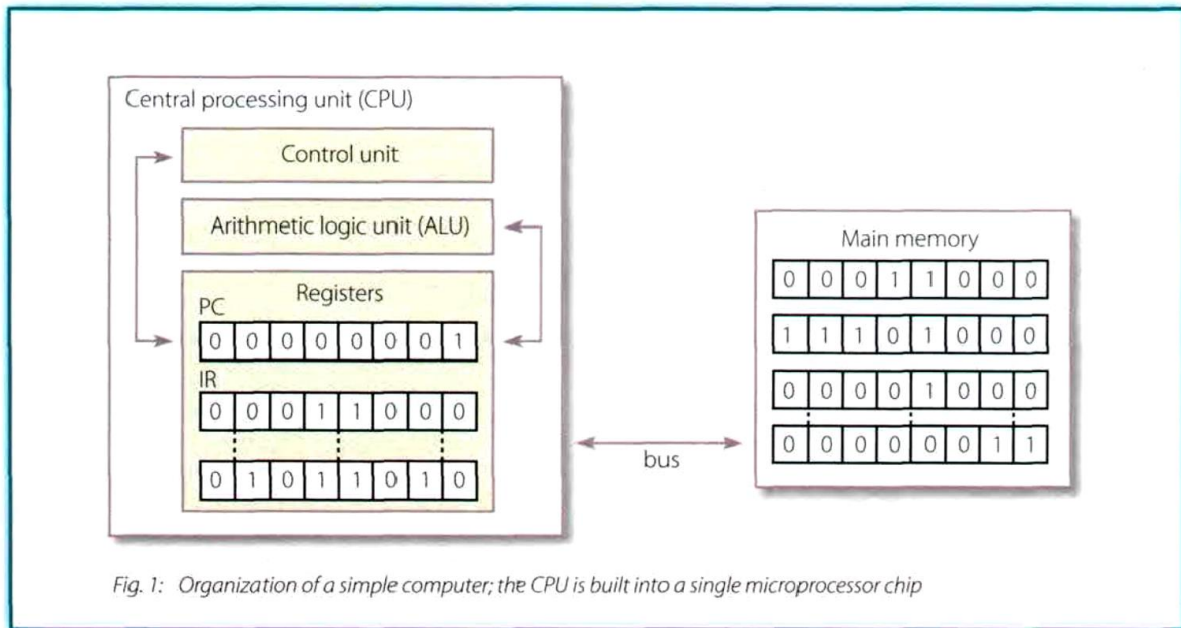 Central processing unit (CPU)
Control unit
Arithmetic logic unit (ALU)
Registers
PC
0 0 0 0 0 0 0 1
IR
0 0 0 1 1 0 0 0
0 1 0 1 1 0 1 0
bus
Main memory
0 0 0 1 1 0 0 0
1 1 1 0 1 0 0 0
0 0 0 0 1 0 0 0
0 0 0 0 0 0 1 1
Fig. 1: Organization of a simple computer; the CPU is built into a single microprocessor chip